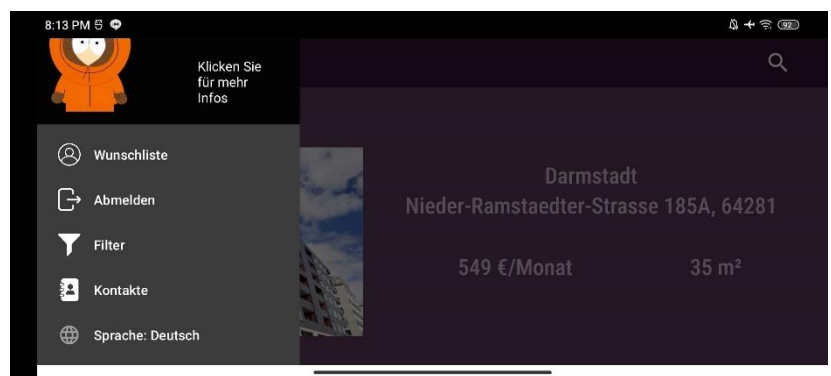 8:13 PM
92
Klicken Sie
für mehr
Infos
Wunschliste
Abmelden
Filter
Kontakte
Sprache: Deutsch
Darmstadt
Nieder-Ramstaedter-Strasse 185A, 64281
549 €/Monat 35 m²